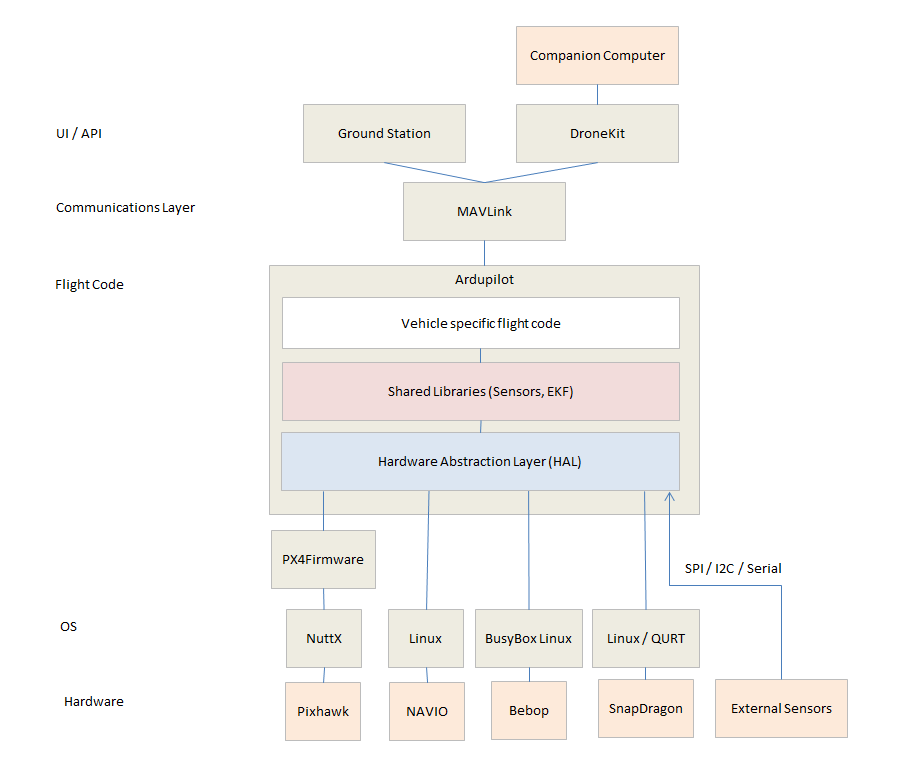 Companion Computer
UI / API
Ground Station
DroneKit
Communications Layer
MAVLink
Flight Code
Ardupilot
Vehicle specific flight code
Shared Libraries (Sensors, EKF)
Hardware Abstraction Layer (HAL)
PX4Firmware
SPI / I2C / Serial
OS
NuttX
Linux
BusyBox Linux
Linux / QURT
Hardware
Pixhawk
NAVIO
Bebop
SnapDragon
External Sensors